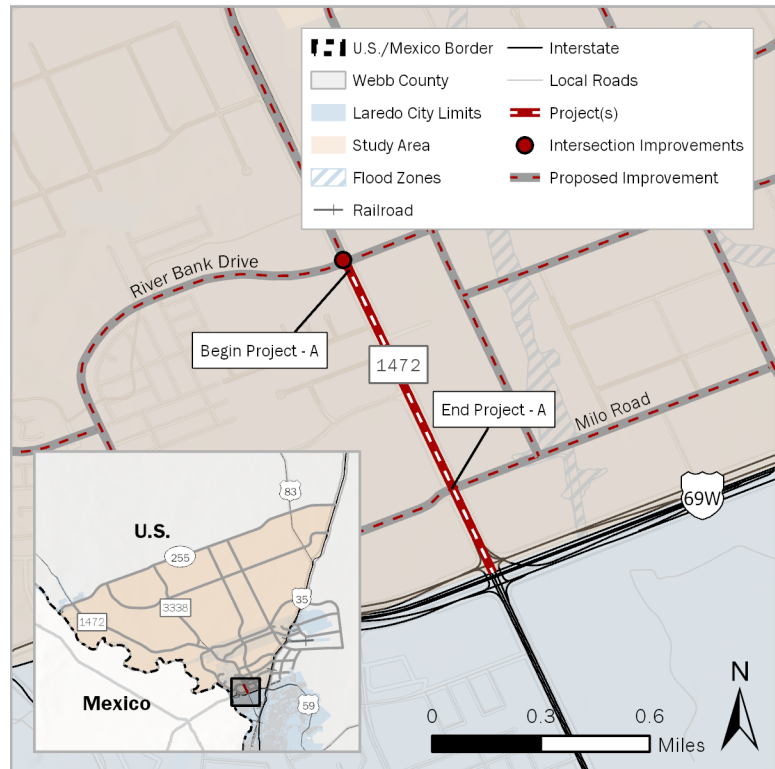 U.S./Mexico Border
Interstate
Webb County
Local Roads
Laredo City Limits
Project(s)
Study Area
Intersection Improvements
Flood Zones
Proposed Improvement
Railroad
River Bank Drive
Begin Project - A
1472
End Project - A
Milo Road
69W
83
U.S.
255
35
3338
1472
Mexico
59
N
0 0.3 0.6
Miles